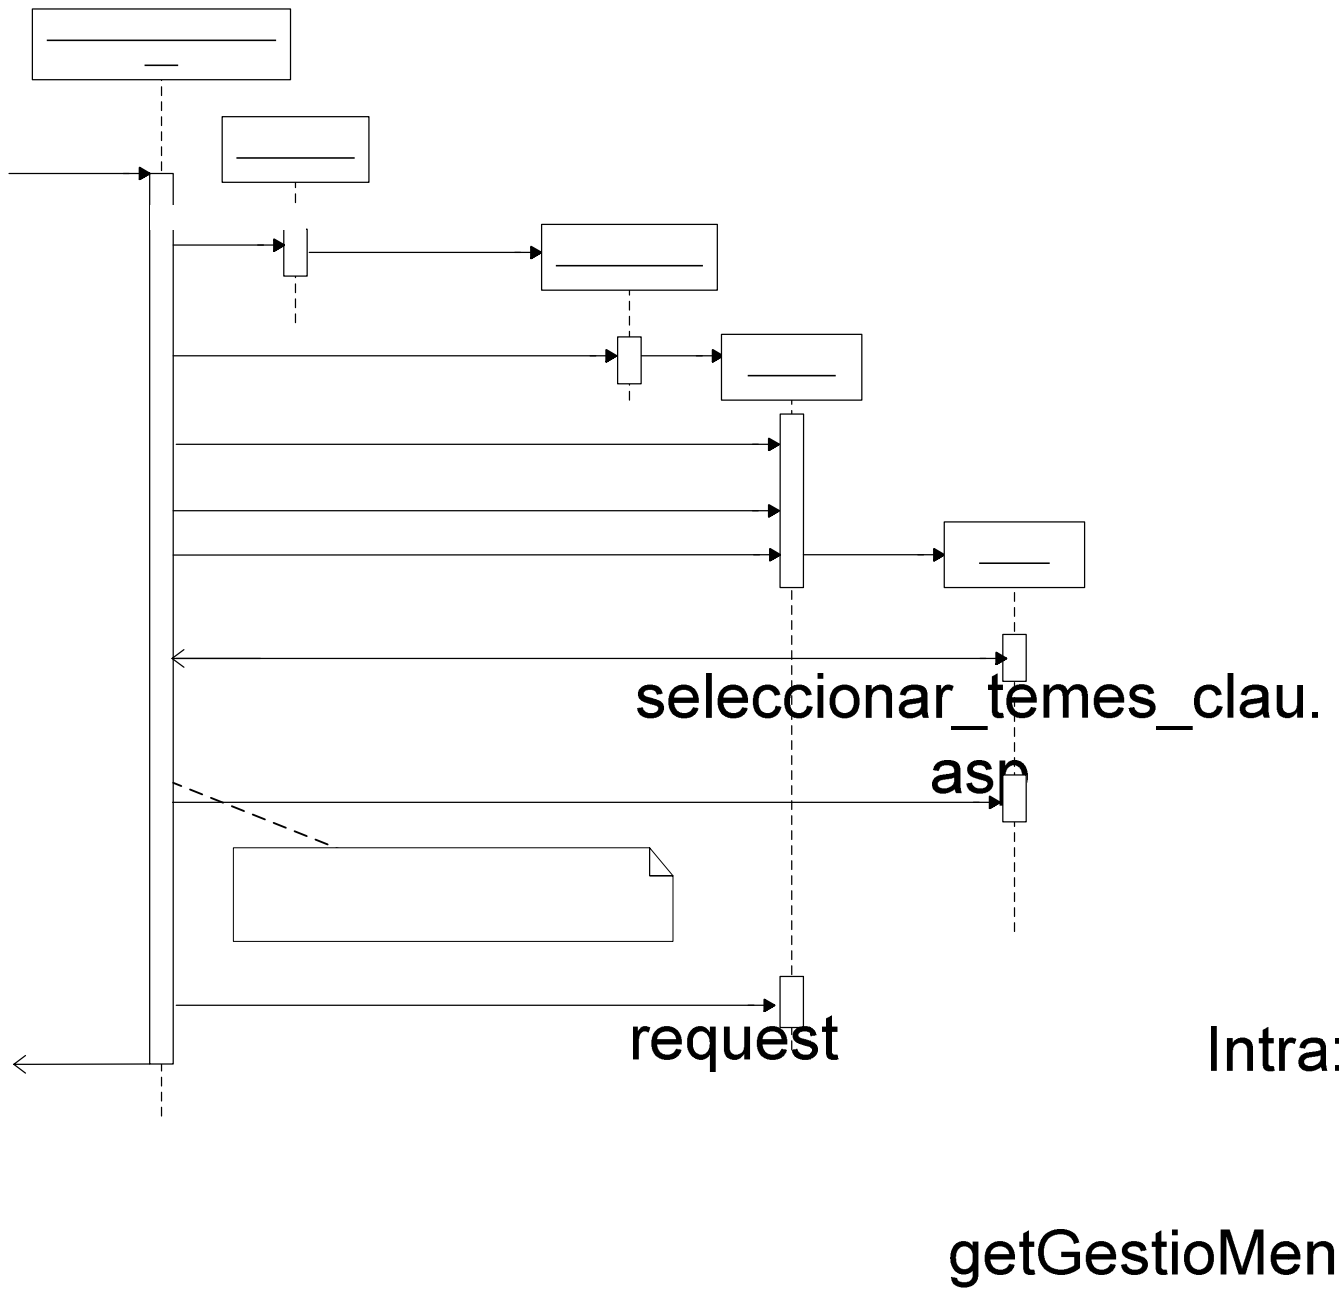 seleccionar_temes_clau.
asp
request
Intra:
getGestioMen